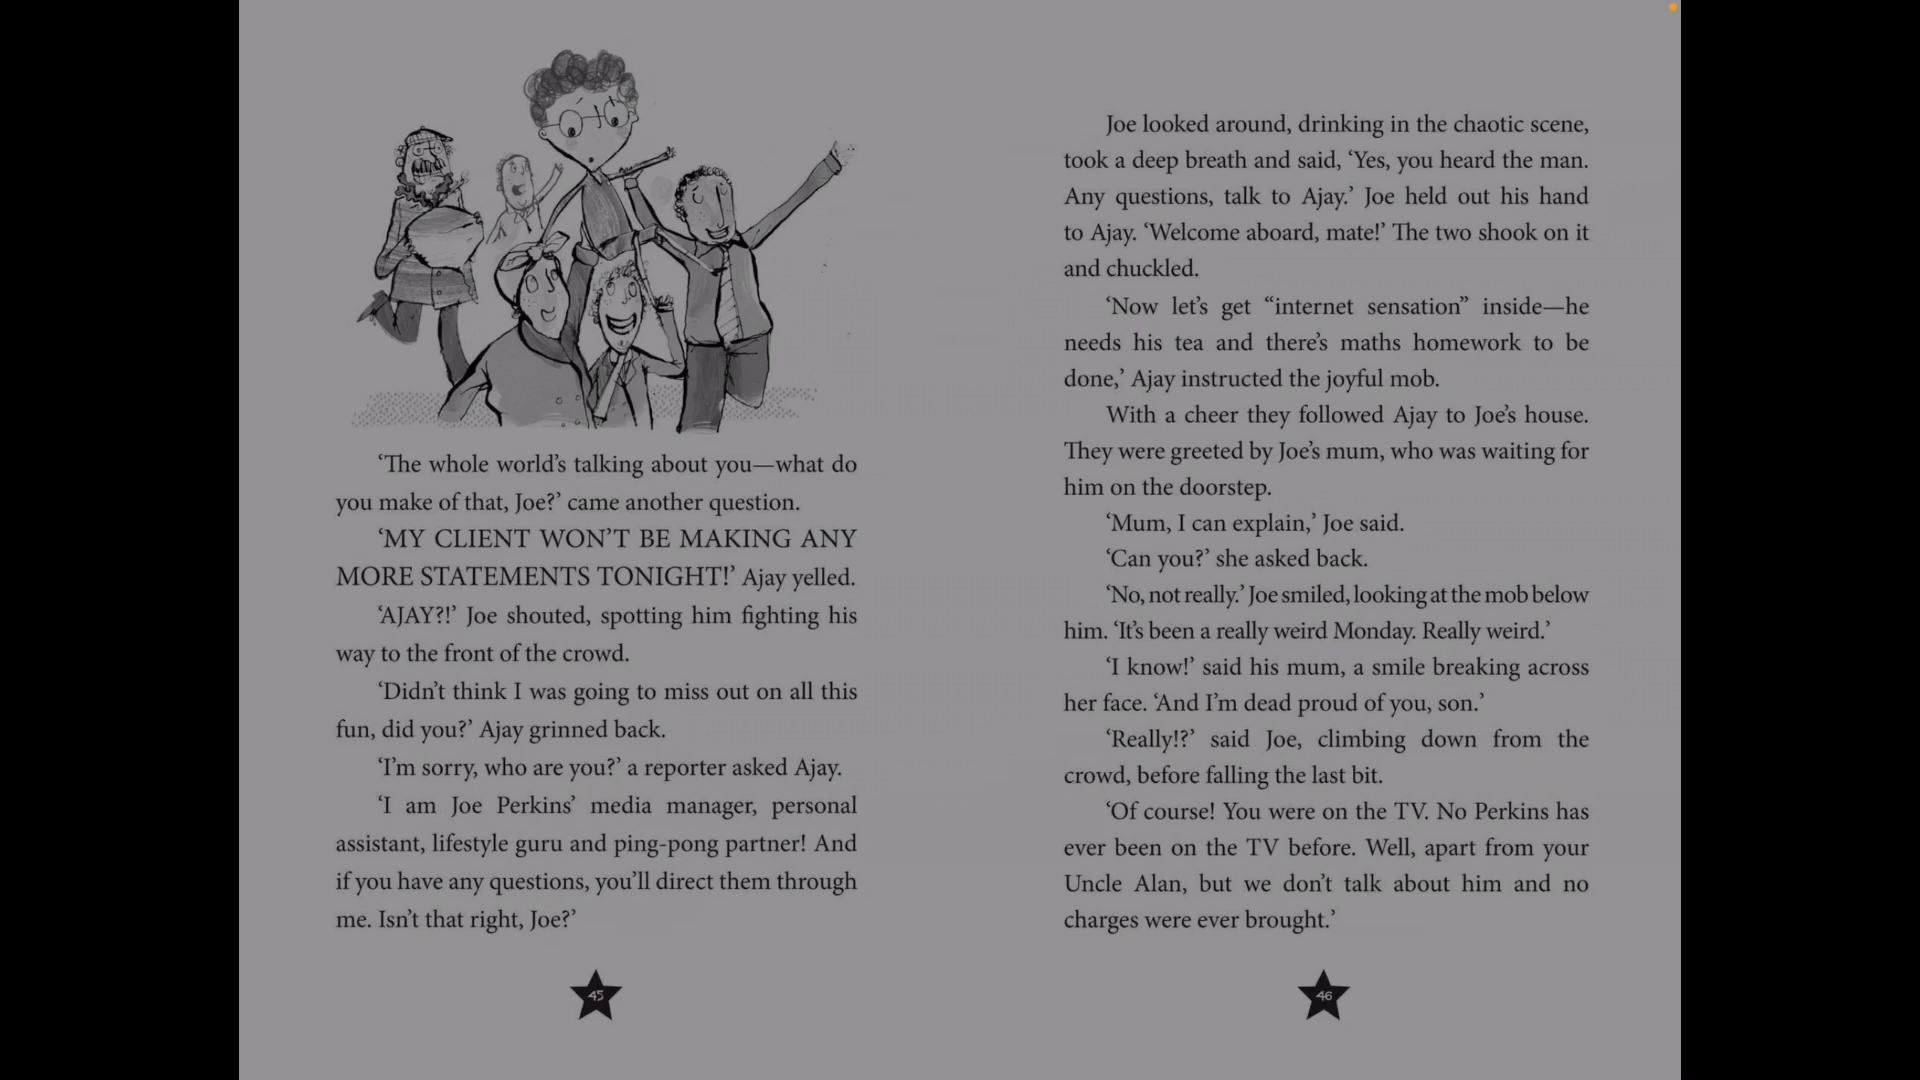 ‘The whole world’s talking about you—what do
you make of that, Joe?’ came another question.
‘MY CLIENT WON’T BE MAKING ANY
MORE STATEMENTS TONIGHT!’ Ajay yelled.
‘AJAY?!’ Joe shouted, spotting him fighting his
way to the front of the crowd.
‘Didn’t think I was going to miss out on all this
fun, did you?’ Ajay grinned back.
‘I’m sorry, who are you?’ a reporter asked Ajay.
‘I am Joe Perkins’ media manager, personal
assistant, lifestyle guru and ping-pong partner! And
if you have any questions, you’ll direct them through
me. Isn’t that right, Joe?’
45
Joe looked around, drinking in the chaotic scene,
took a deep breath and said, ‘Yes, you heard the man.
Any questions, talk to Ajay.’ Joe held out his hand
to Ajay. ‘Welcome aboard, mate!’ The two shook on it
and chuckled.
‘Now let’s get “internet sensation” inside—he
needs his tea and there’s maths homework to be
done,’ Ajay instructed the joyful mob.
With a cheer they followed Ajay to Joe’s house.
They were greeted by Joe’s mum, who was waiting for
him on the doorstep.
‘Mum, I can explain,’ Joe said.
‘Can you?’ she asked back.
‘No, not really.’ Joe smiled, looking at the mob below
him. ‘It’s been a really weird Monday. Really weird.’
‘I know!’ said his mum, a smile breaking across
her face. ‘And I’m dead proud of you, son.’
‘Really!?’ said Joe, climbing down from the
crowd, before falling the last bit.
‘Of course! You were on the TV. No Perkins has
ever been on the TV before. Well, apart from your
Uncle Alan, but we don’t talk about him and no
charges were ever brought.’
46